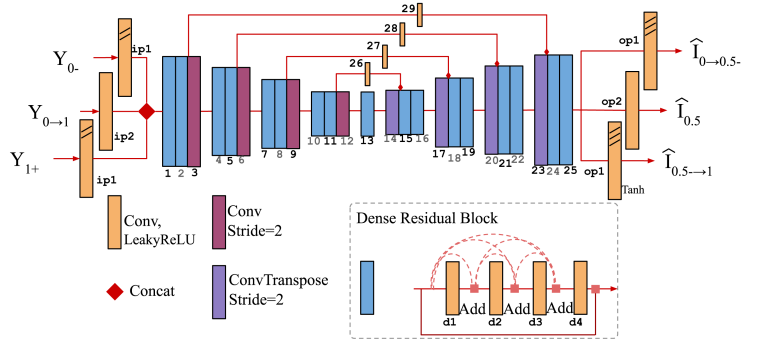 29
28
27
26
ip1
Y0-
Y0→1
ip2
Y1+
ip1
1 2 3
4 5 6
7 8 9
10 11 12
13
14 15 16
17 18 19
20 21 22
23 24 25
op1
Î0→0.5-
op2
Î0.5
op1
Î0.5-→1
Tanh
Conv,
LeakyReLU
Conv
Stride=2
Concat
ConvTranspose
Stride=2
Dense Residual Block
Add Add Add
d1 d2 d3 d4